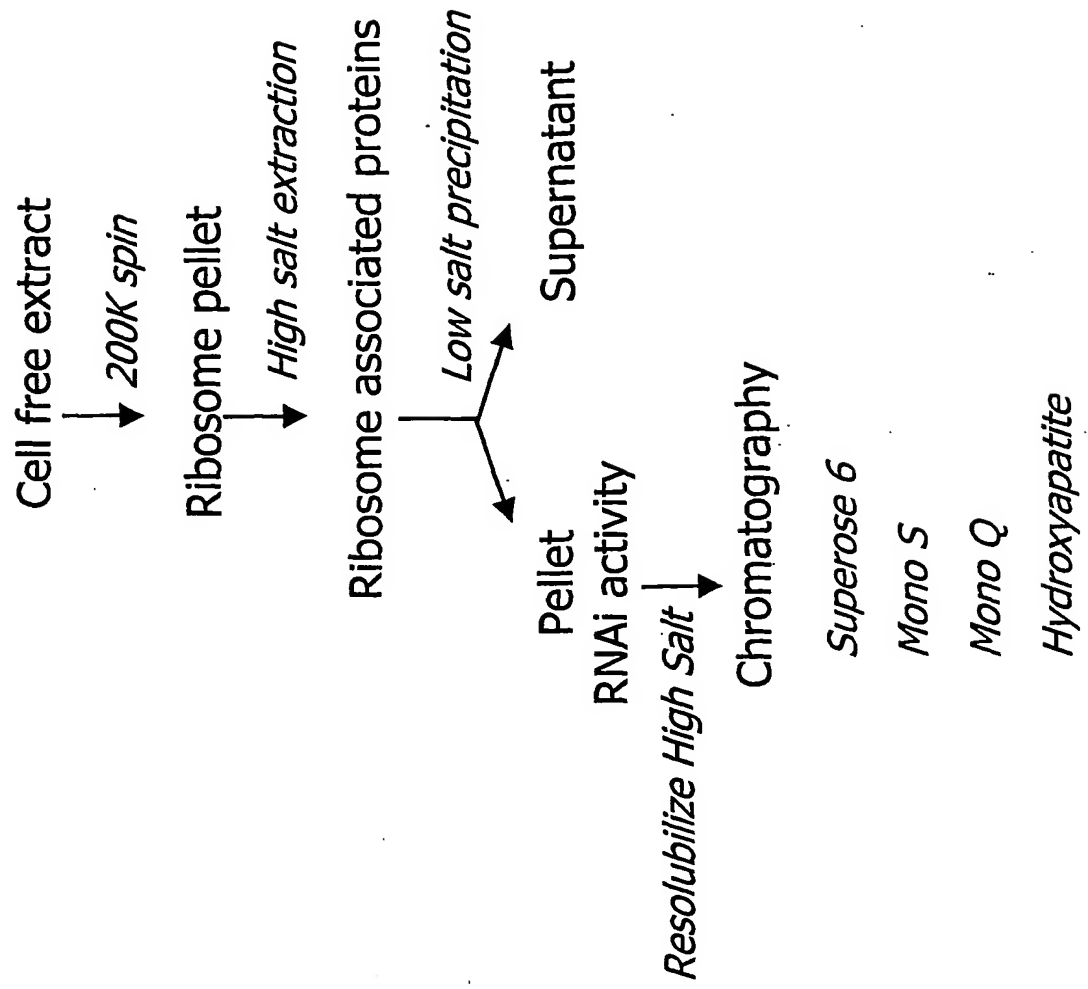 Cell free extract
200K spin
Ribosome pellet
High salt extraction
Ribosome associated proteins
Low salt precipitation
Pellet
RNAi activity
Supernatant
Resolubilize High Salt
Chromatography
Superose 6
Mono S
Mono Q
Hydroxyapatite